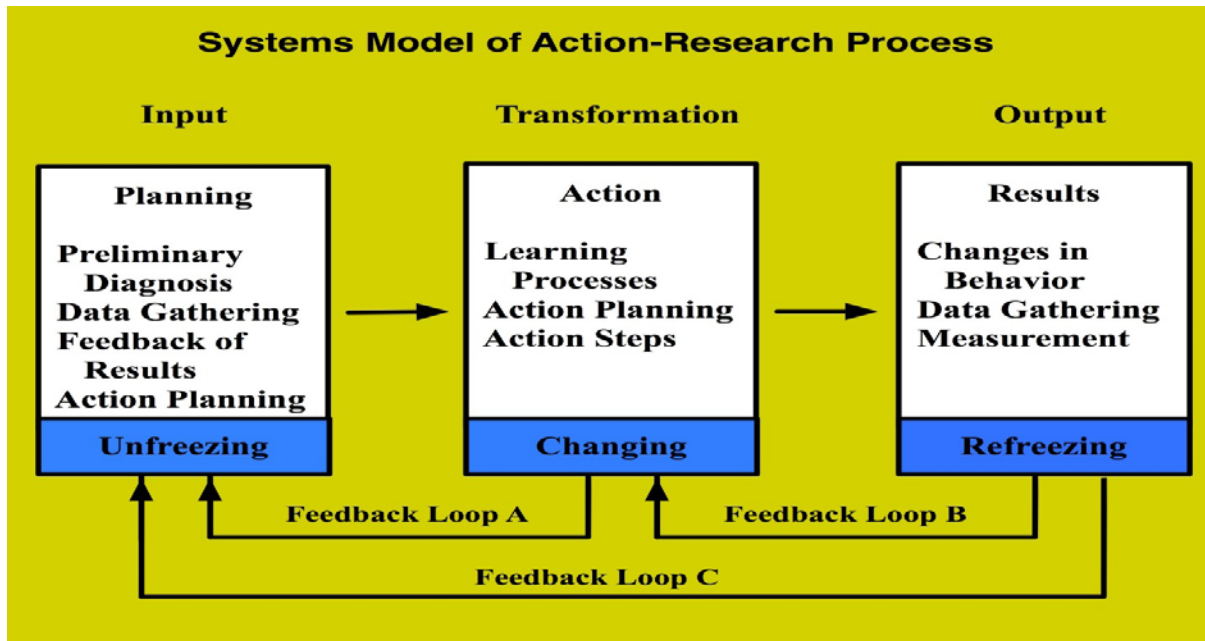 Systems Model of Action-Research Process
Input
Transformation
Output
Planning
Preliminary
Diagnosis
Data Gathering
Feedback of
Results
Action Planning
Unfreezing
Action
Learning
Processes
Action Planning
Action Steps
Changing
Results
Changes in
Behavior
Data Gathering
Measurement
Refreezing
Feedback Loop A
Feedback Loop B
Feedback Loop C